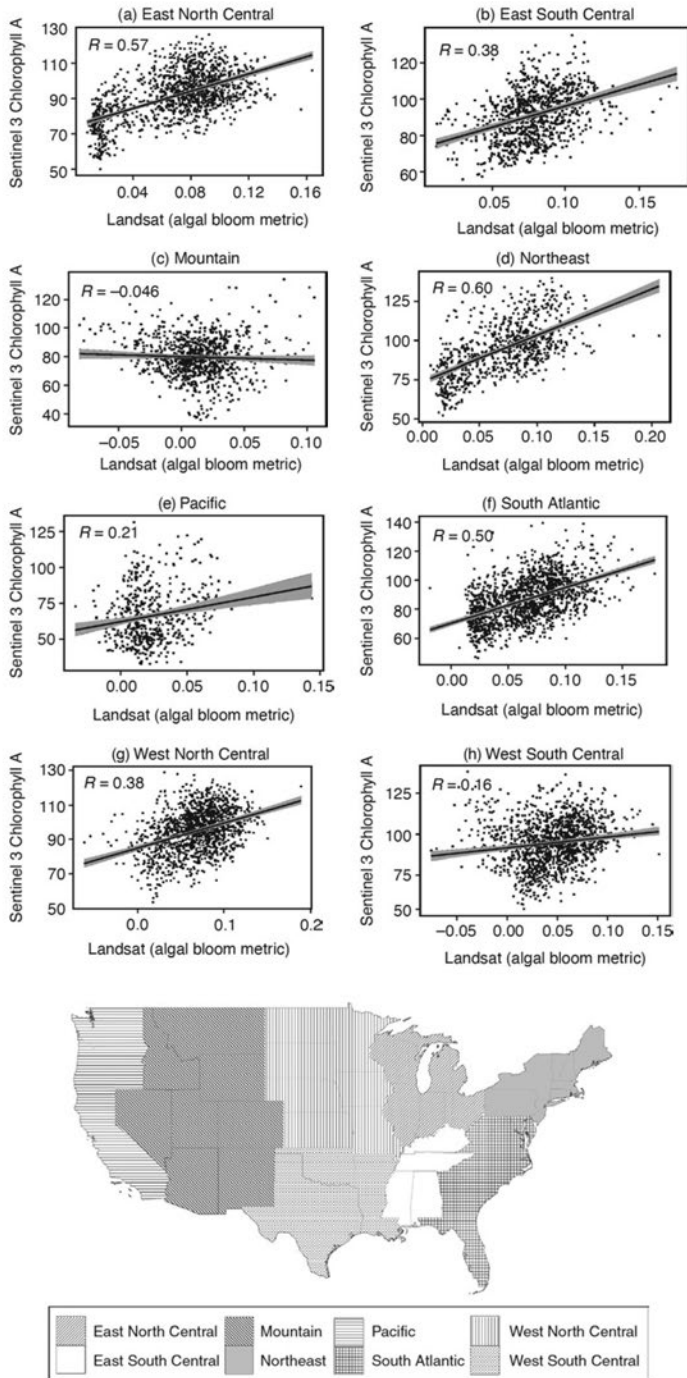 (a) East North Central
R = 0.57
Sentinel 3 Chlorophyll A
130
110
90
70
50
0.04 0.08 0.12 0.16
Landsat (algal bloom metric)
(b) East South Central
R = 0.38
Sentinel 3 Chlorophyll A
120
100
80
60
0.05 0.10 0.15
Landsat (algal bloom metric)
(c) Mountain
R = −0.046
Sentinel 3 Chlorophyll A
120
100
80
60
40
−0.05 0.00 0.05 0.10
Landsat (algal bloom metric)
(d) Northeast
R = 0.60
Sentinel 3 Chlorophyll A
125
100
75
50
0.00 0.05 0.10 0.15 0.20
Landsat (algal bloom metric)
(e) Pacific
R = 0.21
Sentinel 3 Chlorophyll A
125
100
75
50
0.00 0.05 0.10 0.15
Landsat (algal bloom metric)
(f) South Atlantic
R = 0.50
Sentinel 3 Chlorophyll A
140
120
100
80
60
0.00 0.05 0.10 0.15
Landsat (algal bloom metric)
(g) West North Central
R = 0.38
Sentinel 3 Chlorophyll A
130
110
90
70
50
0.0 0.1 0.2
Landsat (algal bloom metric)
(h) West South Central
R = 0.16
Sentinel 3 Chlorophyll A
125
100
75
50
−0.05 0.00 0.05 0.10 0.15
Landsat (algal bloom metric)
East North Central Mountain Pacific West North Central
East South Central Northeast South Atlantic West South Central